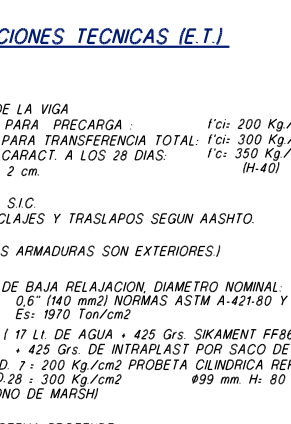 CIONES TECNICAS (E.T.)
DE LA VIGA
PARA PRECARGA : f'ci= 200 Kg./
PARA TRANSFERENCIA TOTAL: f'ci= 300 Kg./
CARACT. A LOS 28 DIAS: f'c= 350 Kg./
2 cm. (H-40)
S.I.C.
CLAJES Y TRASLAPOS SEGUN AASHTO.
S ARMADURAS SON EXTERIORES.)
DE BAJA RELAJACION, DIAMETRO NOMINAL:
0,6" (140 mm2) NORMAS ASTM A-421-80 Y
Es= 1970 Ton/cm2
( 17 Lt. DE AGUA + 425 Grs. SIKAMENT FF86
+ 425 GRS. DE INTRAPLAST POR SACO DE
D. 7 = 200 Kg./cm2 PROBETA CILINDRICA REF
D.28 = 300 Kg./cm2 Φ99 mm. H= 80
ONO DE MARSH)